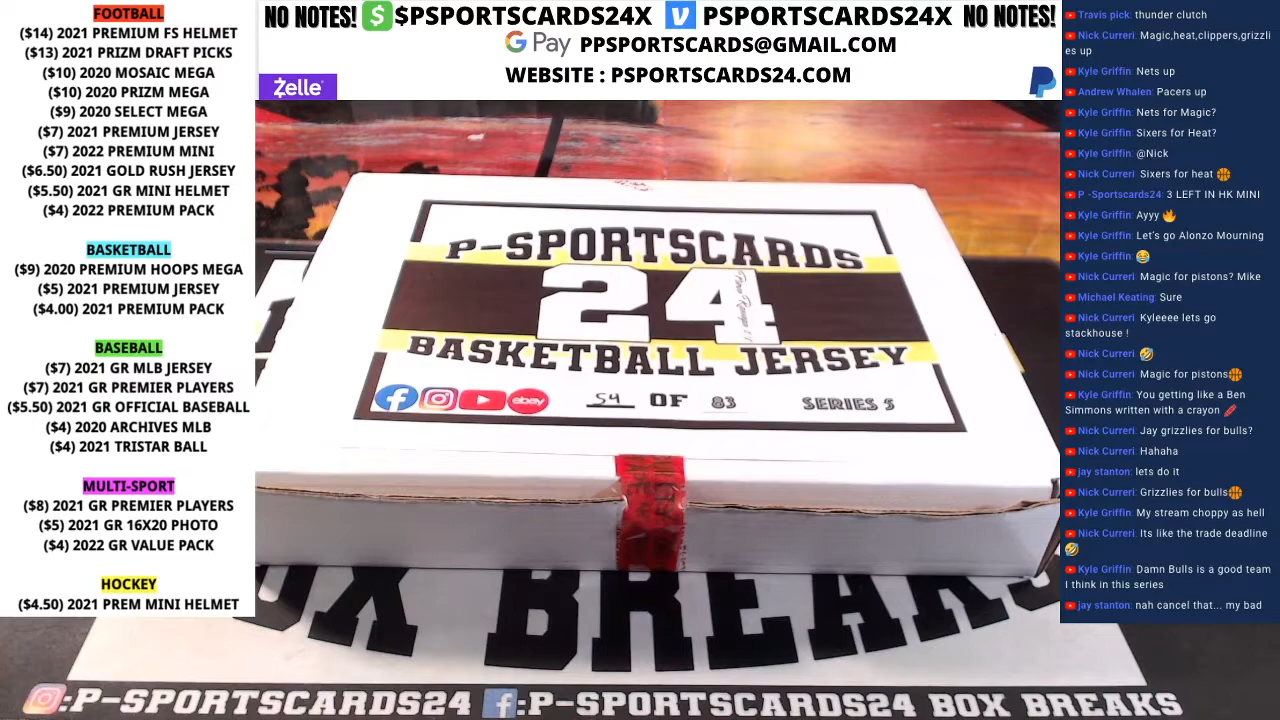 FOOTBALL
($14) 2021 PREMIUM FS HELMET
($13) 2021 PRIZM DRAFT PICKS
($10) 2020 MOSAIC MEGA
($10) 2020 PRIZM MEGA
($9) 2020 SELECT MEGA
($7) 2021 PREMIUM JERSEY
($7) 2022 PREMIUM MINI
($6.50) 2021 GOLD RUSH JERSEY
($5.50) 2021 GR MINI HELMET
($4) 2022 PREMIUM PACK
BASKETBALL
($9) 2020 PREMIUM HOOPS MEGA
($5) 2021 PREMIUM JERSEY
($4.00) 2021 PREMIUM PACK
BASEBALL
($7) 2021 GR MLB JERSEY
($7) 2021 GR PREMIER PLAYERS
($5.50) 2021 GR OFFICIAL BASEBALL
($4) 2020 ARCHIVES MLB
($4) 2021 TRISTAR BALL
MULTI-SPORT
($8) 2021 GR PREMIER PLAYERS
($5) 2021 GR 16X20 PHOTO
($4) 2022 GR VALUE PACK
HOCKEY
($4.50) 2021 PREM MINI HELMET
NO NOTES! $ $PSPORTSCARDS24X PSPORTSCARDS24X NO NOTES!
G Pay PPSPORTSCARDS@GMAIL.COM
WEBSITE : PSPORTSCARDS24.COM
Zelle
P-SPORTSCARDS
24
BASKETBALL JERSEY
ebay
54 OF 83 SERIES 5
BOX BREAKS
:P-SPORTSCARDS24 :P-SPORTSCARDS24 BOX BREAKS
Travis pick: thunder clutch
Nick Curreri: Magic,heat,clippers,grizzli
es up
Kyle Griffin: Nets up
Andrew Whalen: Pacers up
Kyle Griffin: Nets for Magic?
Kyle Griffin: Sixers for Heat?
Kyle Griffin: @Nick
Nick Curreri: Sixers for heat 🏀
P -Sportscards24: 3 LEFT IN HK MINI
Kyle Griffin: Ayyy 🔥
Kyle Griffin: Let's go Alonzo Mourning
Kyle Griffin: 😂
Nick Curreri: Magic for pistons? Mike
Michael Keating: Sure
Nick Curreri: Kyleeee lets go
stackhouse !
Nick Curreri: 🤣
Nick Curreri: Magic for pistons🏀
Kyle Griffin: You getting like a Ben
Simmons written with a crayon 🖍
Nick Curreri: Jay grizzlies for bulls?
Nick Curreri: Hahaha
jay stanton: lets do it
Nick Curreri: Grizzlies for bulls🏀
Kyle Griffin: My stream choppy as hell
Nick Curreri: Its like the trade deadline
🤣
Kyle Griffin: Damn Bulls is a good team
I think in this series
jay stanton: nah cancel that... my bad